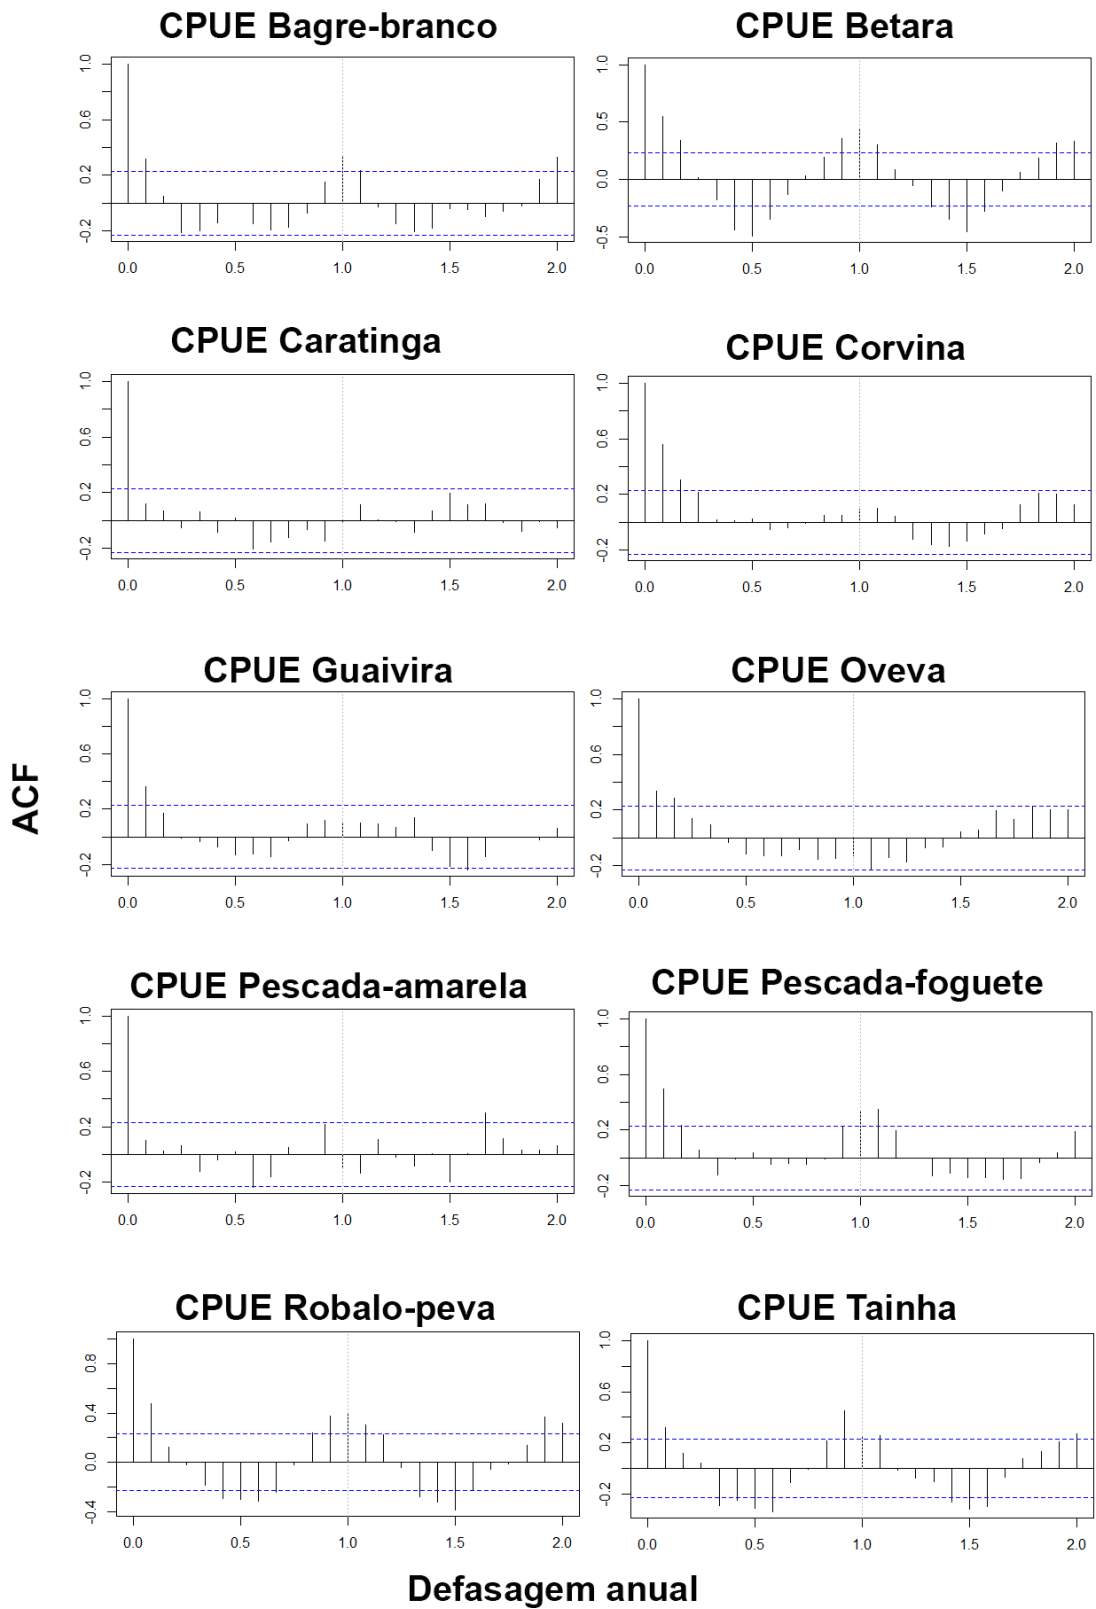 CPUE Bagre-branco
1.0
0.6
0.2
-0.2
0.0 0.5 1.0 1.5 2.0
CPUE Betara
1.0
0.5
0.0
-0.5
0.0 0.5 1.0 1.5 2.0
CPUE Caratinga
1.0
0.6
0.2
-0.2
0.0 0.5 1.0 1.5 2.0
CPUE Corvina
1.0
0.6
0.2
-0.2
0.0 0.5 1.0 1.5 2.0
ACF
CPUE Guaivira
1.0
0.6
0.2
-0.2
0.0 0.5 1.0 1.5 2.0
CPUE Oveva
1.0
0.6
0.2
-0.2
0.0 0.5 1.0 1.5 2.0
CPUE Pescada-amarela
1.0
0.6
0.2
-0.2
0.0 0.5 1.0 1.5 2.0
CPUE Pescada-foguete
1.0
0.6
0.2
-0.2
0.0 0.5 1.0 1.5 2.0
CPUE Robalo-peva
0.8
0.4
0.0
-0.4
0.0 0.5 1.0 1.5 2.0
CPUE Tainha
1.0
0.6
0.2
-0.2
0.0 0.5 1.0 1.5 2.0
Defasagem anual